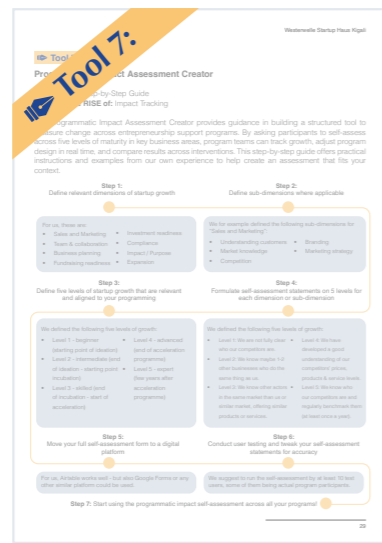 Westerwelle Startup Haus Kigali
Tool
Tool 7:
Pro act Assessment Creator
p-by-Step Guide
RISE of: Impact Tracking
ogrammatic Impact Assessment Creator provides guidance in building a structured tool to
sure change across entrepreneurship support programs. By asking participants to self-assess
across five levels of maturity in key business areas, program teams can track growth, adjust program
design in real time, and compare results across interventions. This step-by-step guide offers practical
instructions and examples from our own experience to help create an assessment that fits your
context.
Step 1:
Define relevant dimensions of startup growth
For us, these are:
• Sales and Marketing
• Team & collaboration
• Business planning
• Fundraising readiness
• Investment readiness
• Compliance
• Impact / Purpose
• Expansion
Step 2:
Define sub-dimensions where applicable
We for example defined the following sub-dimensions for
"Sales and Marketing":
• Understanding customers
• Market knowledge
• Competition
• Branding
• Marketing strategy
Step 3:
Define five levels of startup growth that are relevant
and aligned to your programming
We defined the following five levels of growth:
• Level 1 - beginner
(starting point of ideation)
• Level 2 - intermediate (end
of ideation - starting point
incubation)
• Level 3 - skilled (end
of incubation - start of
acceleration)
• Level 4 - advanced
(end of acceleration
programme)
• Level 5 - expert
(two years after
acceleration
programme)
Step 4:
Formulate self-assessment statements on 5 levels for
each dimension or sub-dimension
We defined the following five levels of growth:
• Level 1: We are not fully clear
who our competitors are.
• Level 2: We know maybe 1-2
other businesses who do the
same thing as us.
• Level 3: We know other actors
in the same market than us or
similar market, offering similar
products or services.
• Level 4: We have
developed a good
understanding of our
competitors' prices,
products & service levels
• Level 5: We know who
our competitors are and
regularly benchmark them
(at least once a year).
Step 5:
Move your full self-assessment form to a digital
platform
For us, Airtable works well - but also Google Forms or any
other similar platform could be used.
Step 6:
Conduct user testing and tweak your self-assessment
statements for accuracy
We suggest to run the self-assessment by at least 10 test
users, some of them being actual program participants.
Step 7: Start using the programmatic impact self-assessment across all your programs!
29